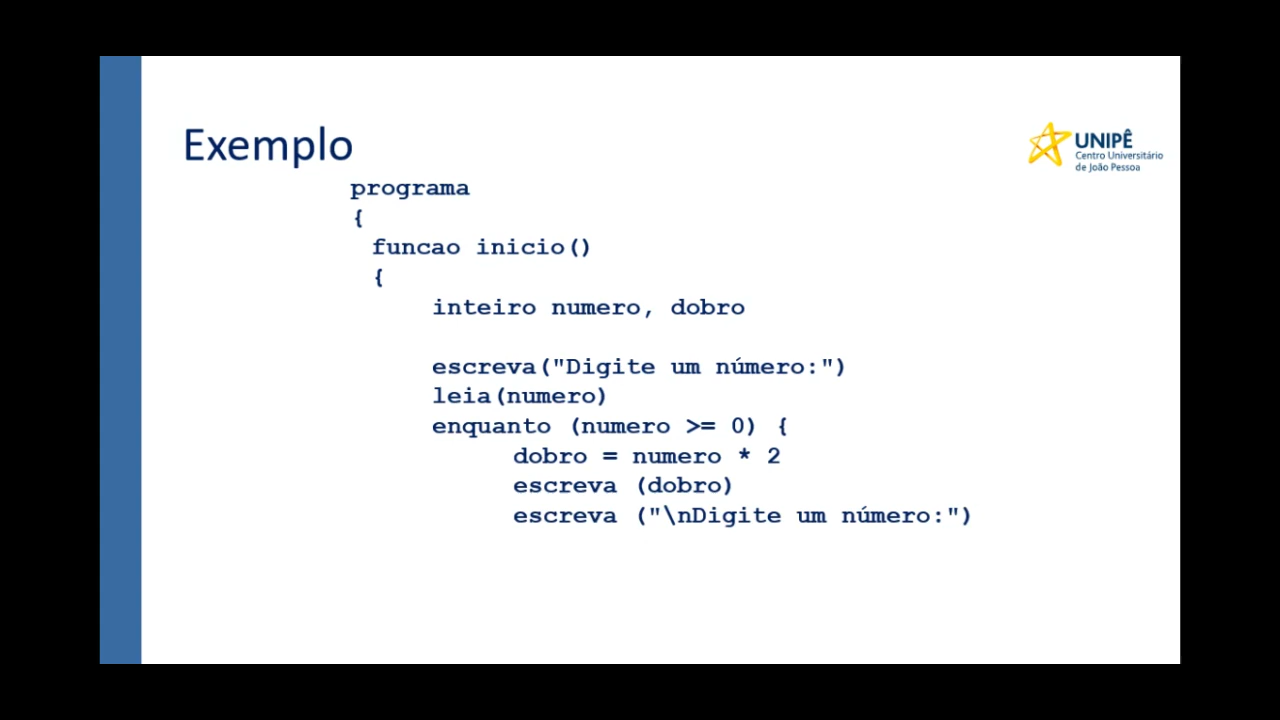 Exemplo
UNIPÊ
Centro Universitário
de João Pessoa
programa
{
funcao inicio()
{
inteiro numero, dobro
escreva("Digite um número:")
leia(numero)
enquanto (numero >= 0) {
dobro = numero * 2
escreva (dobro)
escreva ("\nDigite um número:")